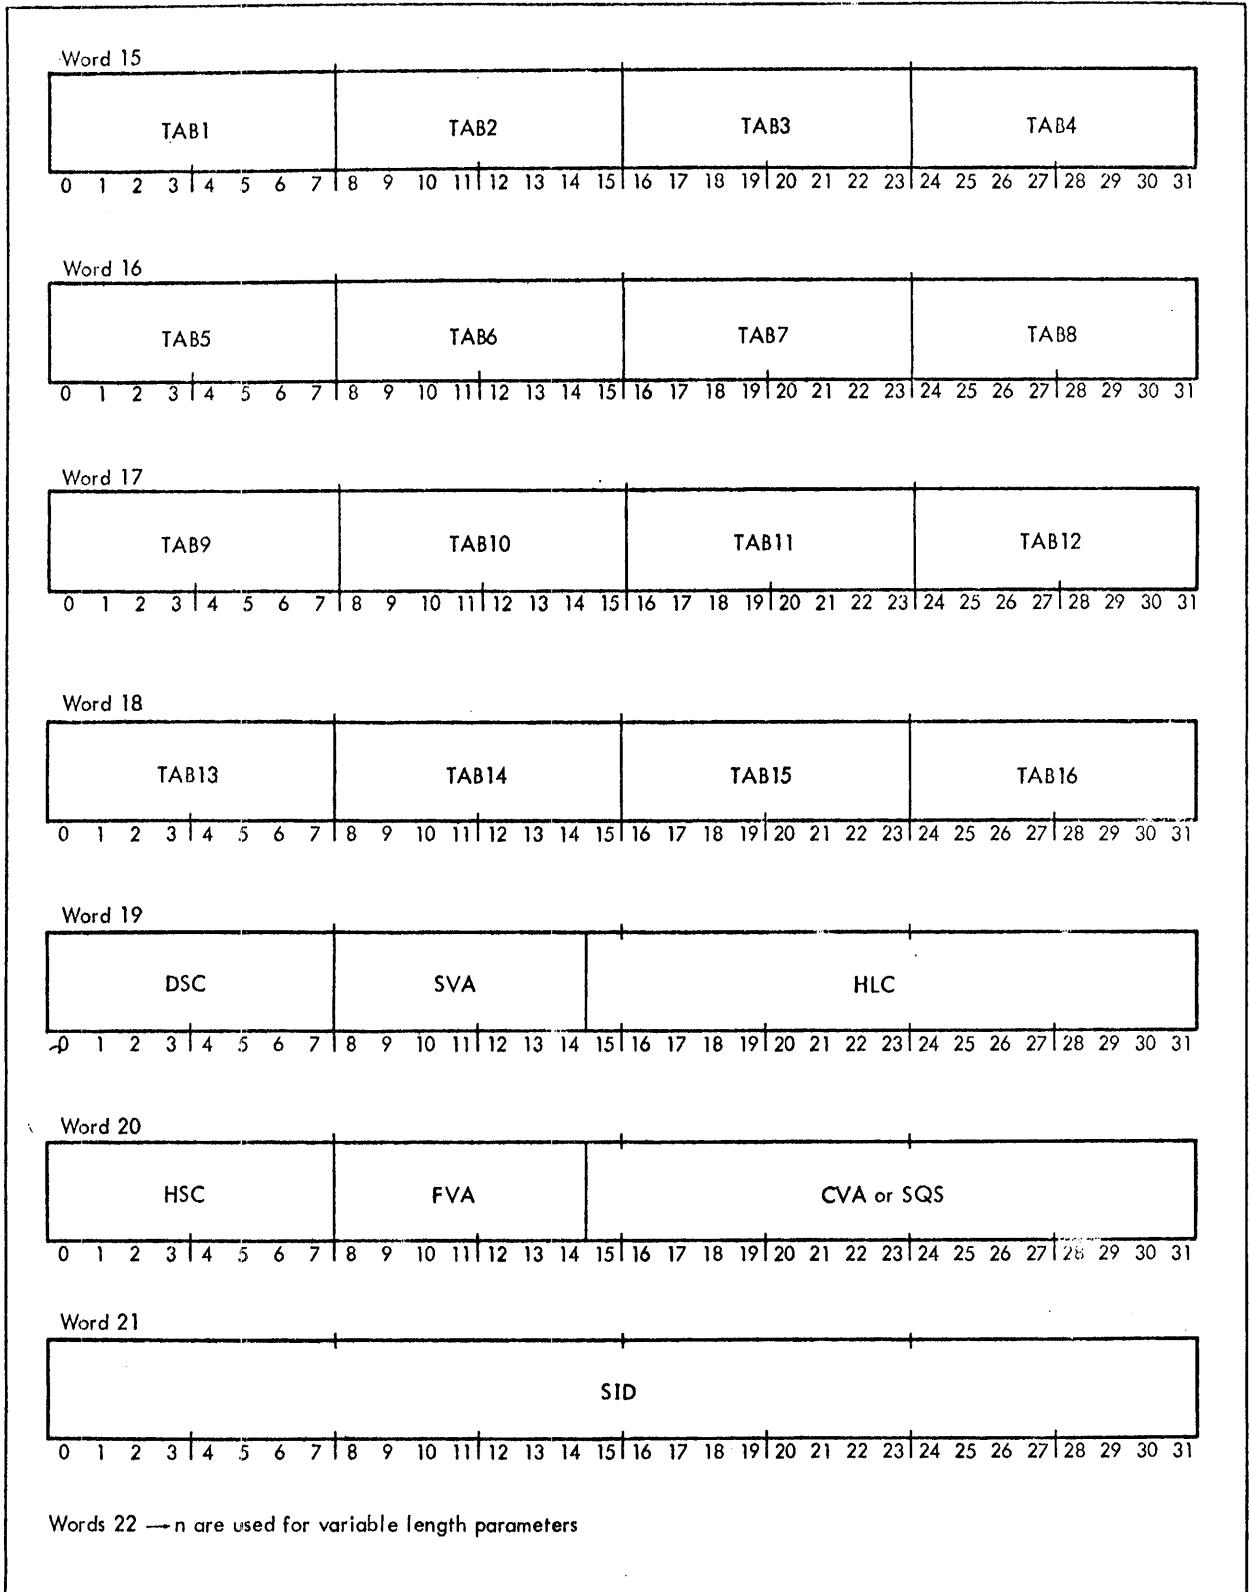 Word 15
TAB1 TAB2 TAB3 TAB4
0 1 2 3 4 5 6 7 8 9 10 11 12 13 14 15 16 17 18 19 20 21 22 23 24 25 26 27 28 29 30 31
Word 16
TAB5 TAB6 TAB7 TAB8
0 1 2 3 4 5 6 7 8 9 10 11 12 13 14 15 16 17 18 19 20 21 22 23 24 25 26 27 28 29 30 31
Word 17
TAB9 TAB10 TAB11 TAB12
0 1 2 3 4 5 6 7 8 9 10 11 12 13 14 15 16 17 18 19 20 21 22 23 24 25 26 27 28 29 30 31
Word 18
TAB13 TAB14 TAB15 TAB16
0 1 2 3 4 5 6 7 8 9 10 11 12 13 14 15 16 17 18 19 20 21 22 23 24 25 26 27 28 29 30 31
Word 19
DSC SVA HLC
0 1 2 3 4 5 6 7 8 9 10 11 12 13 14 15 16 17 18 19 20 21 22 23 24 25 26 27 28 29 30 31
Word 20
HSC FVA CVA or SQS
0 1 2 3 4 5 6 7 8 9 10 11 12 13 14 15 16 17 18 19 20 21 22 23 24 25 26 27 28 29 30 31
Word 21
SID
0 1 2 3 4 5 6 7 8 9 10 11 12 13 14 15 16 17 18 19 20 21 22 23 24 25 26 27 28 29 30 31
Words 22 → n are used for variable length parameters